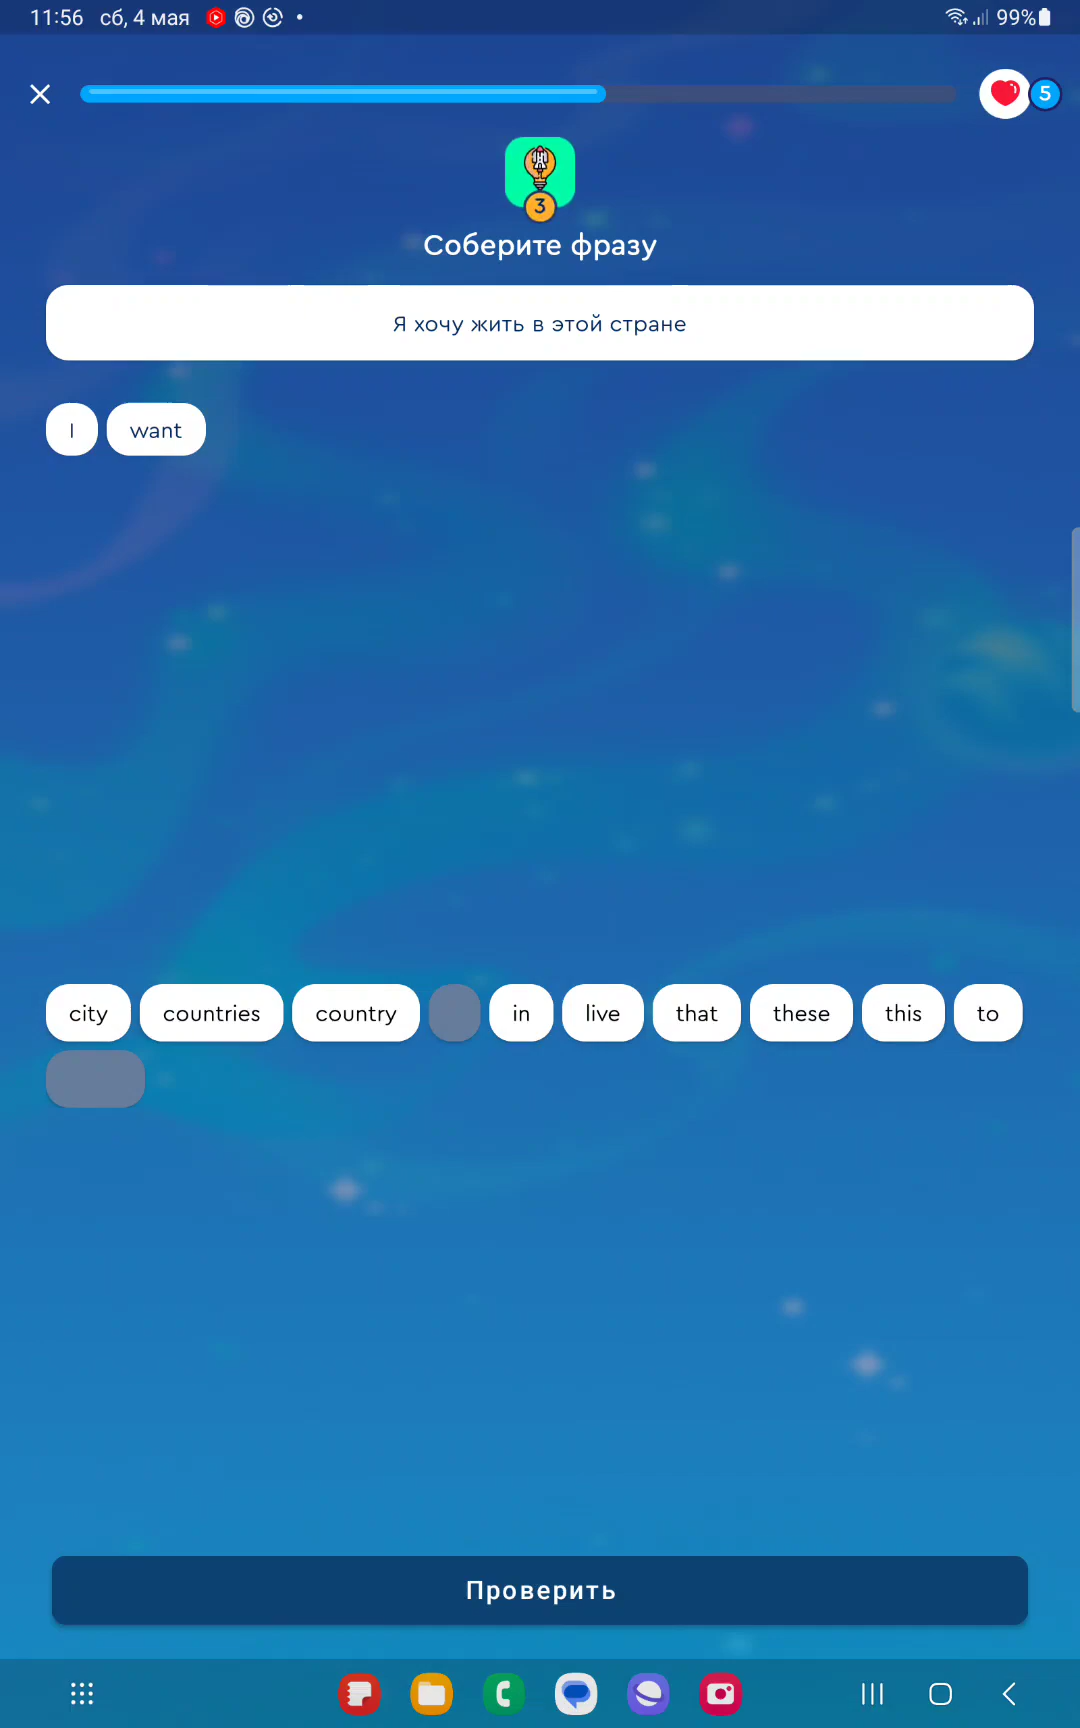 11:56 сб, 4 мая 99%
5
3
Соберите фразу
Я хочу жить в этой стране
I want
city countries country in live that these this to
Проверить